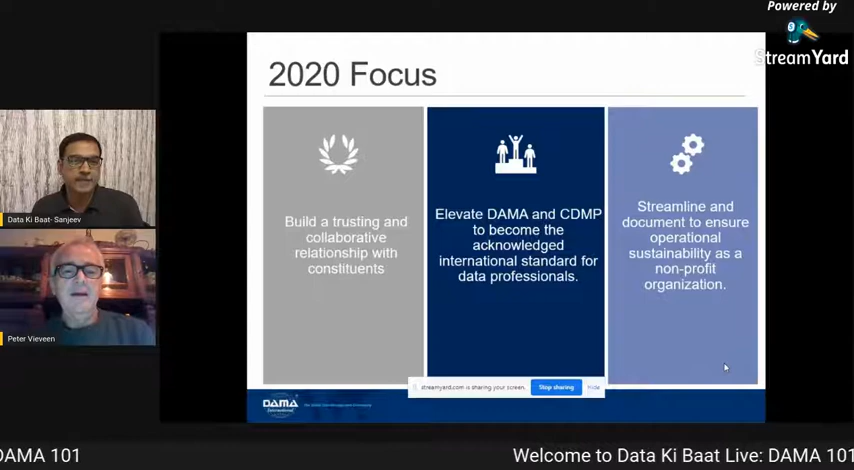 Powered by
StreamYard
2020 Focus
Build a trusting and
collaborative
relationship with
constituents
Elevate DAMA and CDMP
to become the
acknowledged
international standard for
data professionals.
Streamline and
document to ensure
operational
sustainability as a
non-profit
organization.
Data Ki Baat- Sanjeev
Peter Vieveen
streamyard.com is sharing your screen.
Stop sharing
Hide
DAMA
International
DAMA 101
Welcome to Data Ki Baat Live: DAMA 101